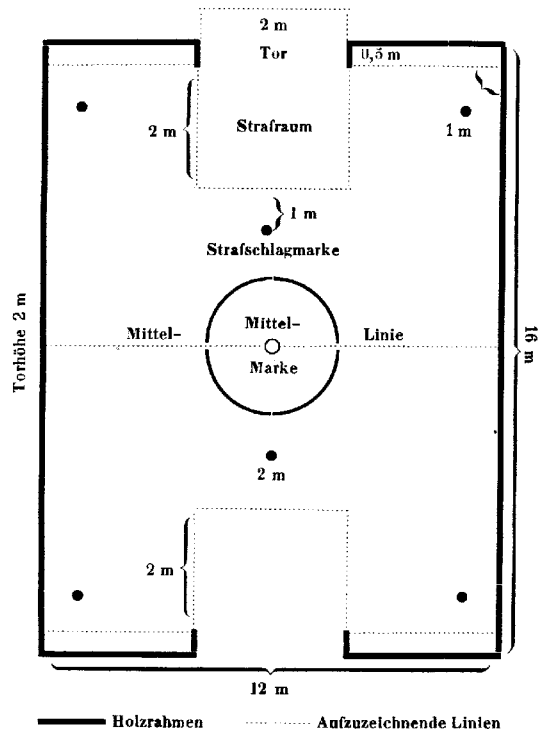 2 m
Tor
0,5 m
2 m
Strafraum
1 m
1 m
Strafschlagmarke
Torhöhe 2 m
Mittel-
Mittel-
Linie
Marke
16 m
2 m
2 m
12 m
Holzrahmen
Aufzuzeichnende Linien